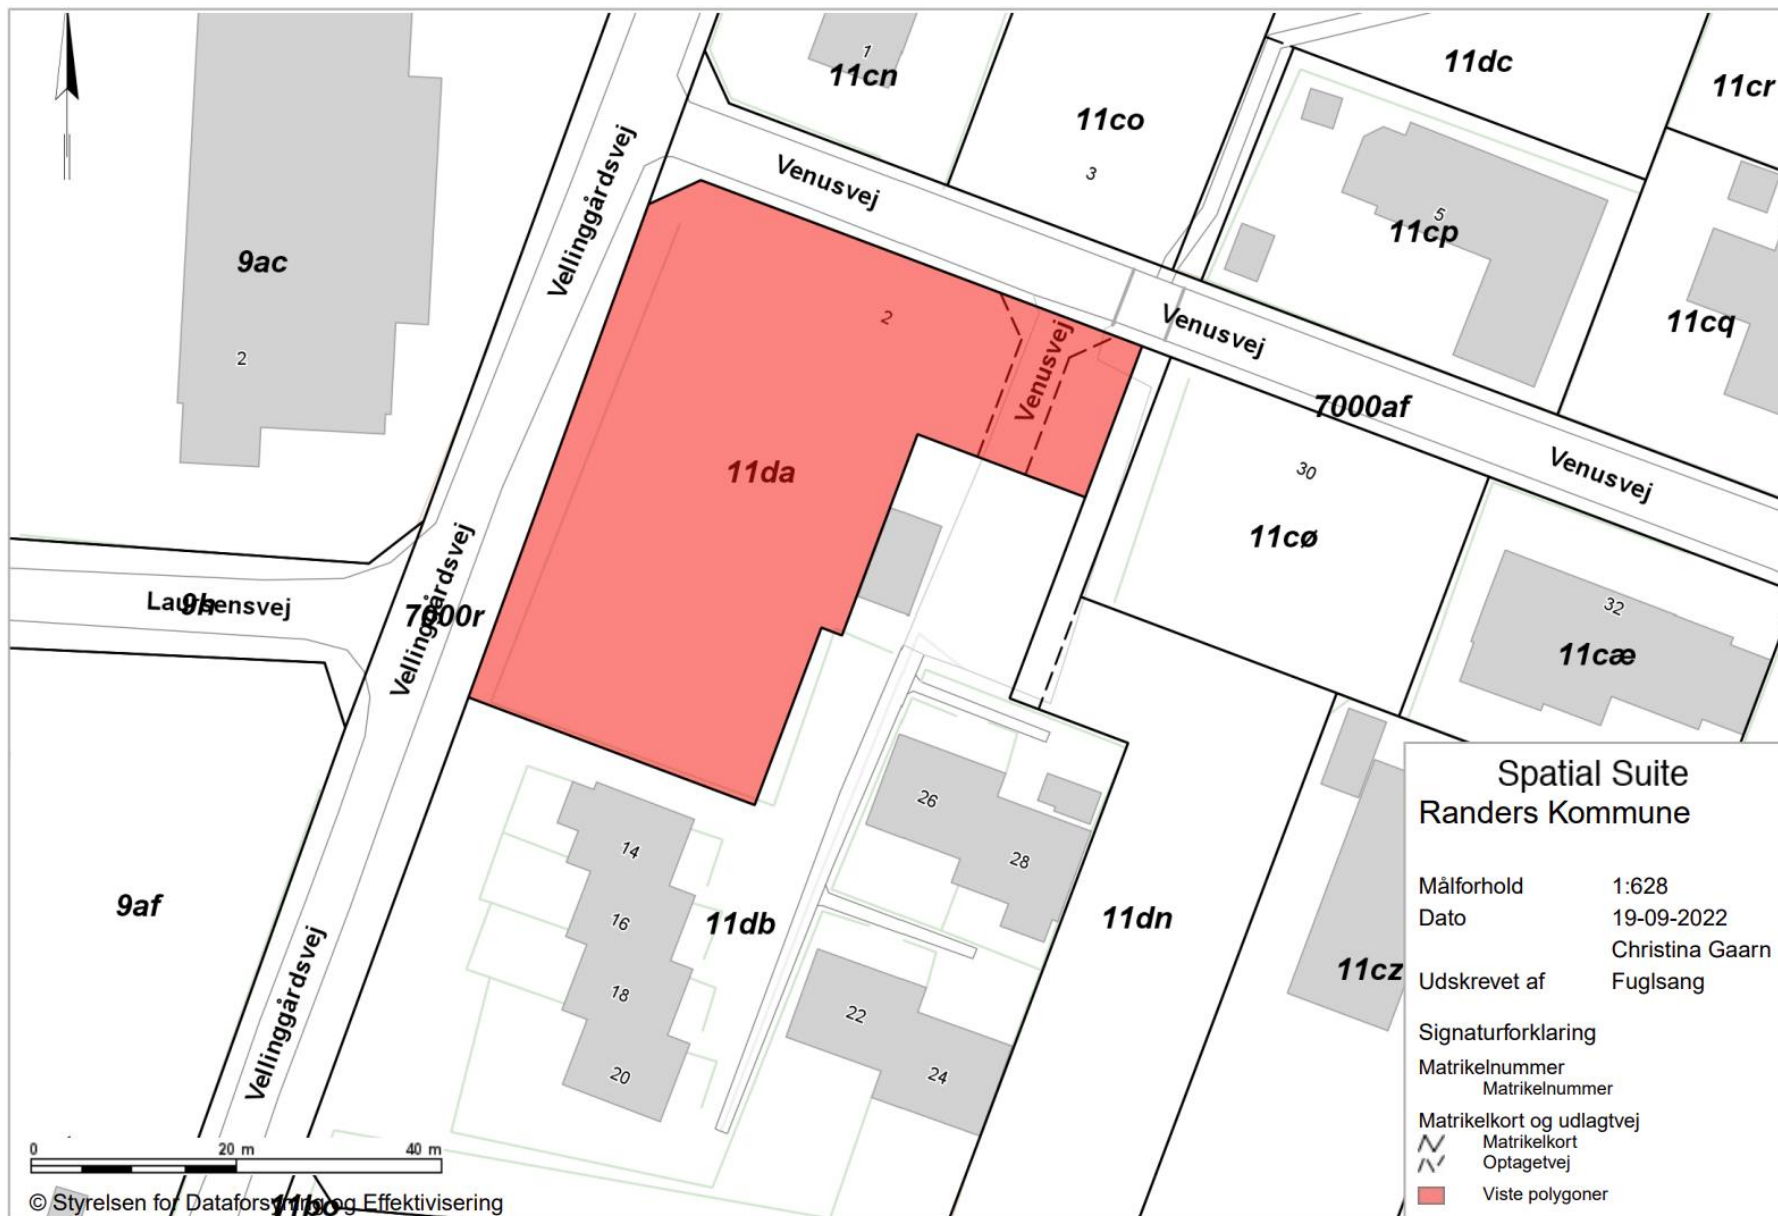 1
11cn
11co
3
11dc
11cr
Venusvej
Vellinggårdsvej
5
11cp
9ac
2
2
Venusvej
Venusvej
11cq
7000af
11da
30
Venusvej
11cø
Laursensvej
9h
7000r
Vellinggårdsvej
32
11cæ
26
28
14
16
18
20
11db
11dn
22
24
11cz
9af
Vellinggårdsvej
0 20 m 40 m
© Styrelsen for Dataforsyning og Effektivisering
11bo
Spatial Suite
Randers Kommune
Målforhold 1:628
Dato 19-09-2022
Christina Gaarn
Udskrevet af Fuglsang
Signaturforklaring
Matrikelnummer
Matrikelnummer
Matrikelkort og udlagtvej
Matrikelkort
Optagetvej
Viste polygoner